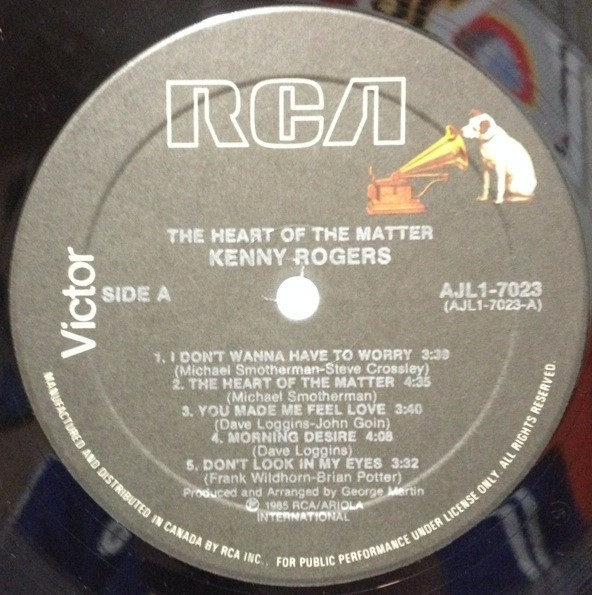 RCA
THE HEART OF THE MATTER
KENNY ROGERS
Victor
SIDE A
AJL1-7023
(AJL1-7023-A)
1. I DON'T WANNA HAVE TO WORRY 3:39
(Michael Smotherman-Steve Crossley)
2. THE HEART OF THE MATTER 4:35
(Michael Smotherman)
3. YOU MADE ME FEEL LOVE 3:40
(Dave Loggins-John Goin)
4. MORNING DESIRE 4:08
(Dave Loggins)
5. DON'T LOOK IN MY EYES 3:32
(Frank Wildhorn-Brian Potter)
Produced and Arranged by George Martin
℗ 1985 RCA/ARIOLA
INTERNATIONAL
MANUFACTURED AND DISTRIBUTED IN CANADA BY RCA INC., FOR PUBLIC PERFORMANCE UNDER LICENSE ONLY. ALL RIGHTS RESERVED.